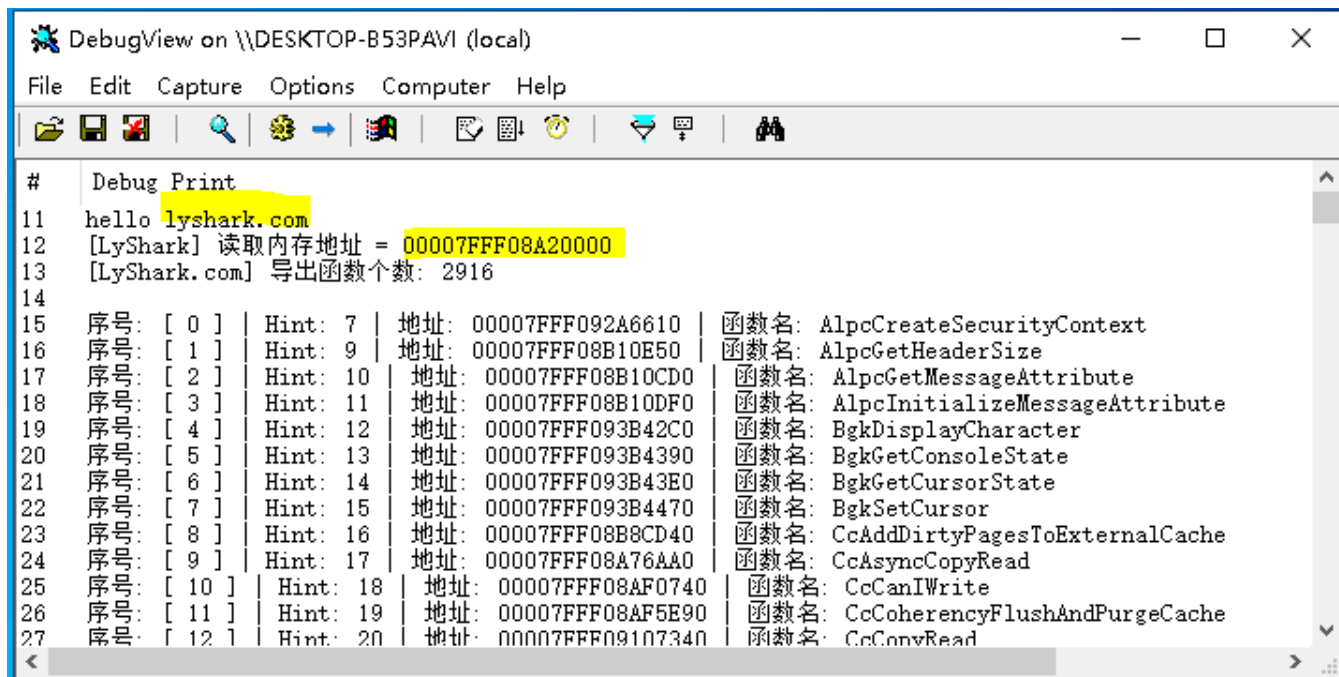 DebugView on \\DESKTOP-B53PAVI (local)
File Edit Capture Options Computer Help
# Debug Print
11 hello lyshark.com
12 [LyShark] 读取内存地址 = 00007FFF08A20000
13 [LyShark.com] 导出函数个数: 2916
14
15 序号: [ 0 ] | Hint: 7 | 地址: 00007FFF092A6610 | 函数名: AlpcCreateSecurityContext
16 序号: [ 1 ] | Hint: 9 | 地址: 00007FFF08B10E50 | 函数名: AlpcGetHeaderSize
17 序号: [ 2 ] | Hint: 10 | 地址: 00007FFF08B10CD0 | 函数名: AlpcGetMessageAttribute
18 序号: [ 3 ] | Hint: 11 | 地址: 00007FFF08B10DF0 | 函数名: AlpcInitializeMessageAttribute
19 序号: [ 4 ] | Hint: 12 | 地址: 00007FFF093B42C0 | 函数名: BgkDisplayCharacter
20 序号: [ 5 ] | Hint: 13 | 地址: 00007FFF093B4390 | 函数名: BgkGetConsoleState
21 序号: [ 6 ] | Hint: 14 | 地址: 00007FFF093B43E0 | 函数名: BgkGetCursorState
22 序号: [ 7 ] | Hint: 15 | 地址: 00007FFF093B4470 | 函数名: BgkSetCursor
23 序号: [ 8 ] | Hint: 16 | 地址: 00007FFF08B8CD40 | 函数名: CcAddDirtyPagesToExternalCache
24 序号: [ 9 ] | Hint: 17 | 地址: 00007FFF08A76AA0 | 函数名: CcAsyncCopyRead
25 序号: [ 10 ] | Hint: 18 | 地址: 00007FFF08AF0740 | 函数名: CcCanIWrite
26 序号: [ 11 ] | Hint: 19 | 地址: 00007FFF08AF5E90 | 函数名: CcCoherencyFlushAndPurgeCache
27 序号: [ 12 ] | Hint: 20 | 地址: 00007FFF09107340 | 函数名: CcCopyRead